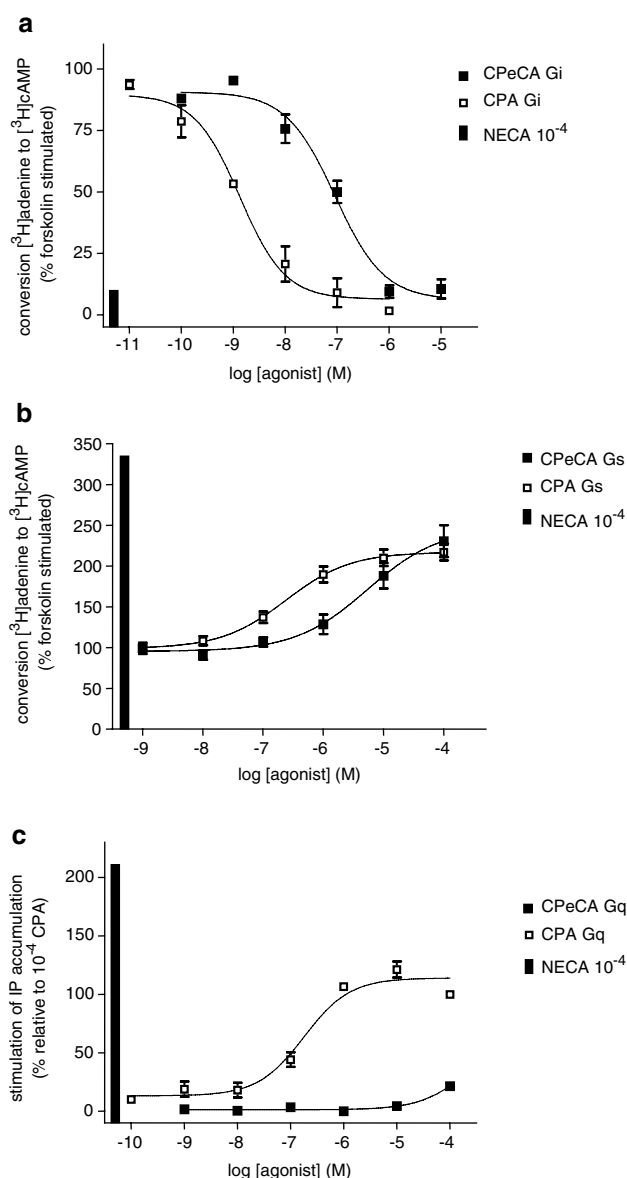 a
conversion [³H]adenine to [³H]cAMP
(% forskolin stimulated)
100
75
50
25
0
-11 -10 -9 -8 -7 -6 -5
log [agonist] (M)
CPeCA Gi
CPA Gi
NECA 10⁻⁴
b
conversion [³H]adenine to [³H]cAMP
(% forskolin stimulated)
350
300
250
200
150
100
50
0
-9 -8 -7 -6 -5 -4
log [agonist] (M)
CPeCA Gs
CPA Gs
NECA 10⁻⁴
c
stimulation of IP accumulation
(% relative to 10⁻⁴ CPA)
200
150
100
50
0
-10 -9 -8 -7 -6 -5 -4
log [agonist] (M)
CPeCA Gq
CPA Gq
NECA 10⁻⁴